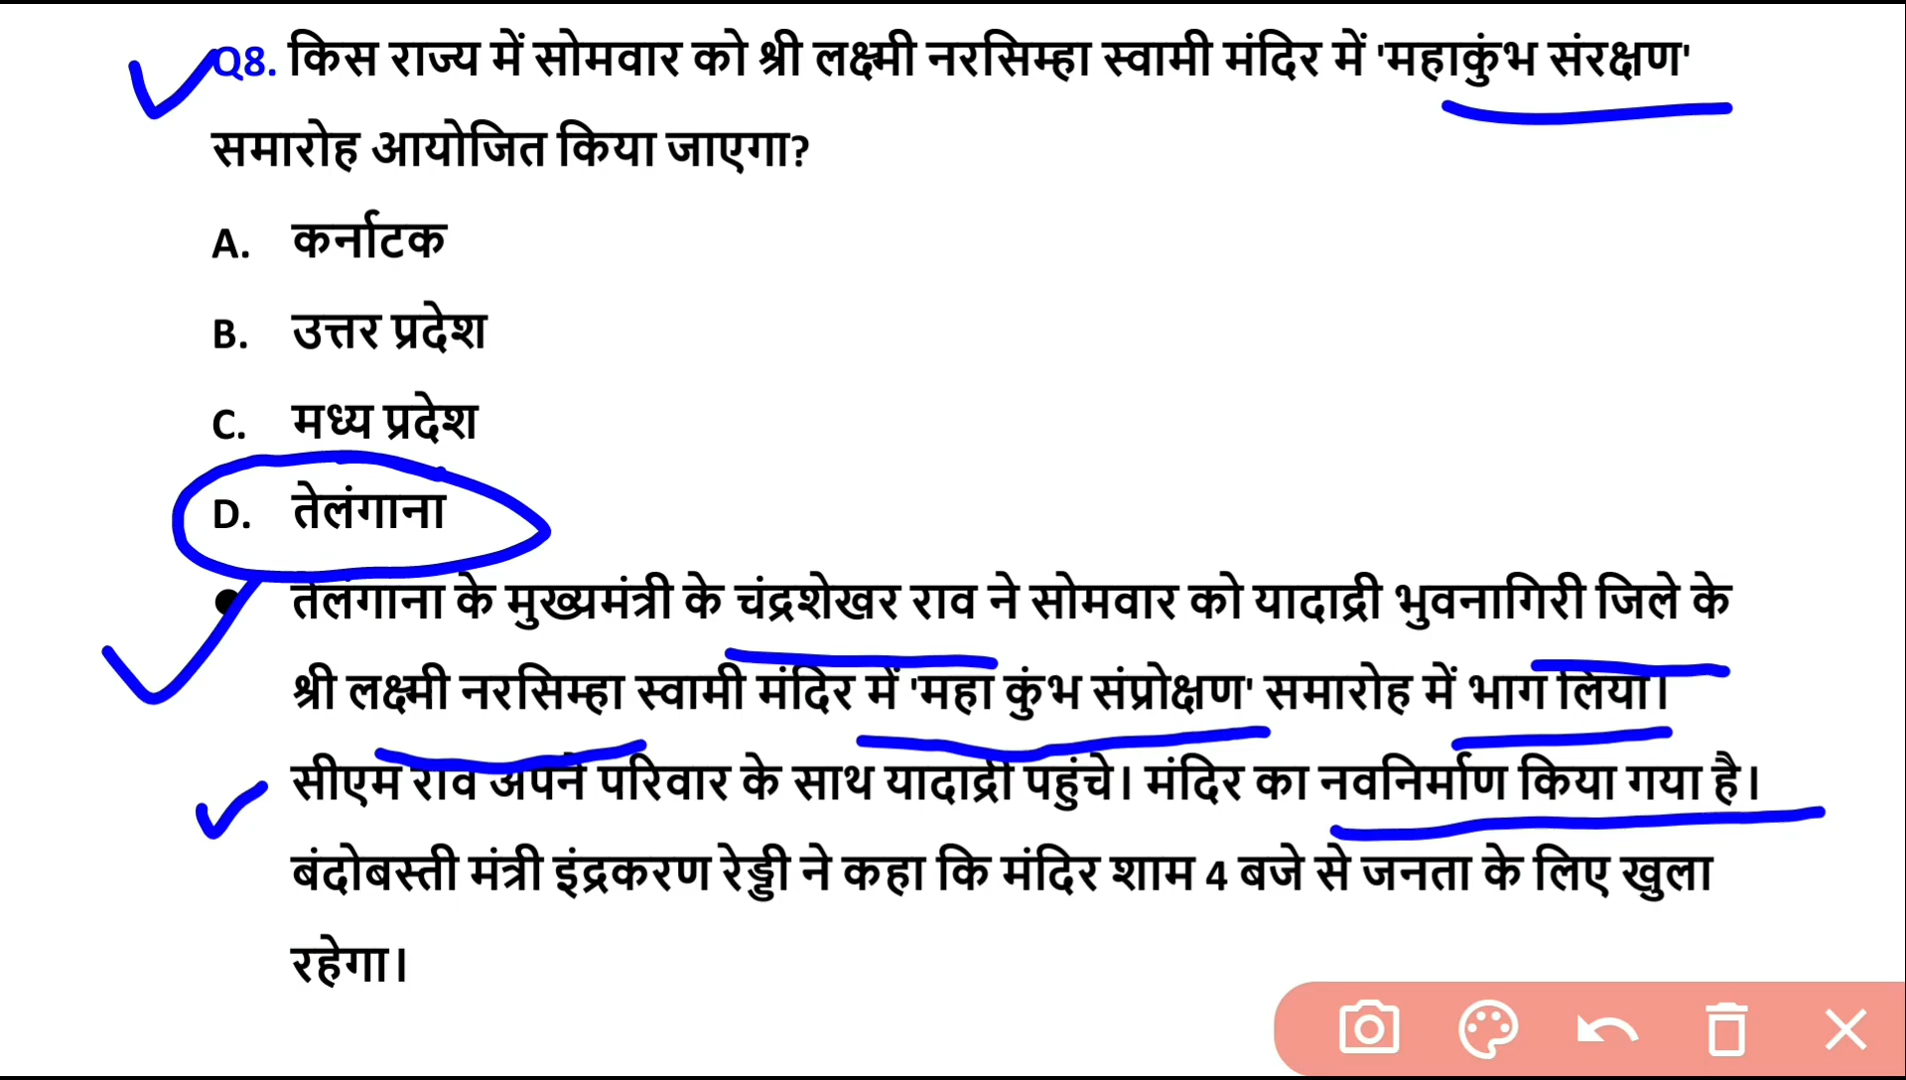 Q8. किस राज्य में सोमवार को श्री लक्ष्मी नरसिम्हा स्वामी मंदिर में 'महाकुंभ संरक्षण'
समारोह आयोजित किया जाएगा?
A. कर्नाटक
B. उत्तर प्रदेश
C. मध्य प्रदेश
D. तेलंगाना
● तेलंगाना के मुख्यमंत्री के चंद्रशेखर राव ने सोमवार को यादाद्री भुवनागिरी जिले के
श्री लक्ष्मी नरसिम्हा स्वामी मंदिर में 'महा कुंभ संप्रोक्षण' समारोह में भाग लिया।
सीएम राव अपने परिवार के साथ यादाद्री पहुंचे। मंदिर का नवनिर्माण किया गया है।
बंदोबस्ती मंत्री इंद्रकरण रेड्डी ने कहा कि मंदिर शाम 4 बजे से जनता के लिए खुला
रहेगा।